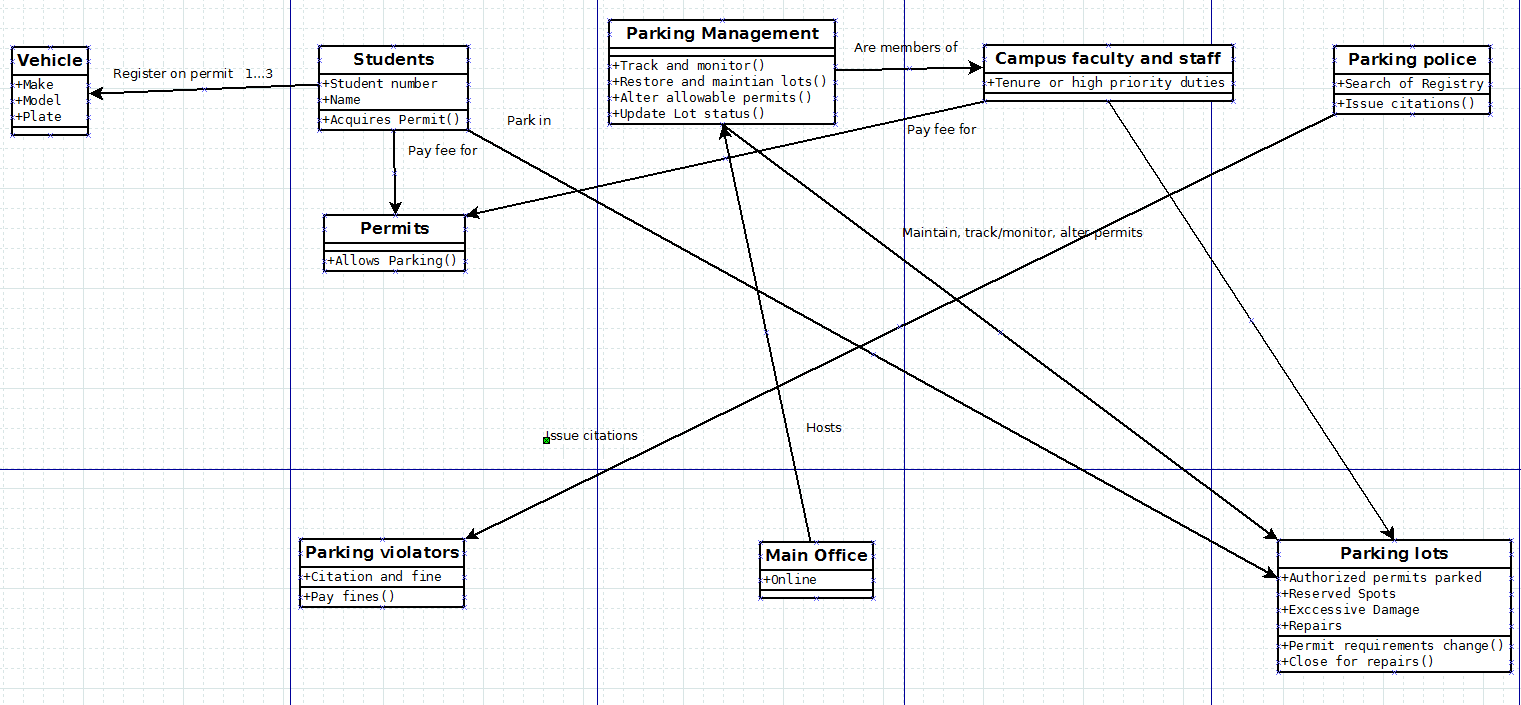 Vehicle
+Make
+Model
+Plate
Register on permit 1...3
Students
+Student number
+Name
+Acquires Permit()
Pay fee for
Park in
Permits
+Allows Parking()
Parking Management
+Track and monitor()
+Restore and maintian lots()
+Alter allowable permits()
+Update Lot status()
Are members of
Campus faculty and staff
+Tenure or high priority duties
Pay fee for
Parking police
+Search of Registry
+Issue citations()
Maintain, track/monitor, alter permits
Issue citations
Hosts
Parking violators
+Citation and fine
+Pay fines()
Main Office
+Online
Parking lots
+Authorized permits parked
+Reserved Spots
+Exccessive Damage
+Repairs
+Permit requirements change()
+Close for repairs()